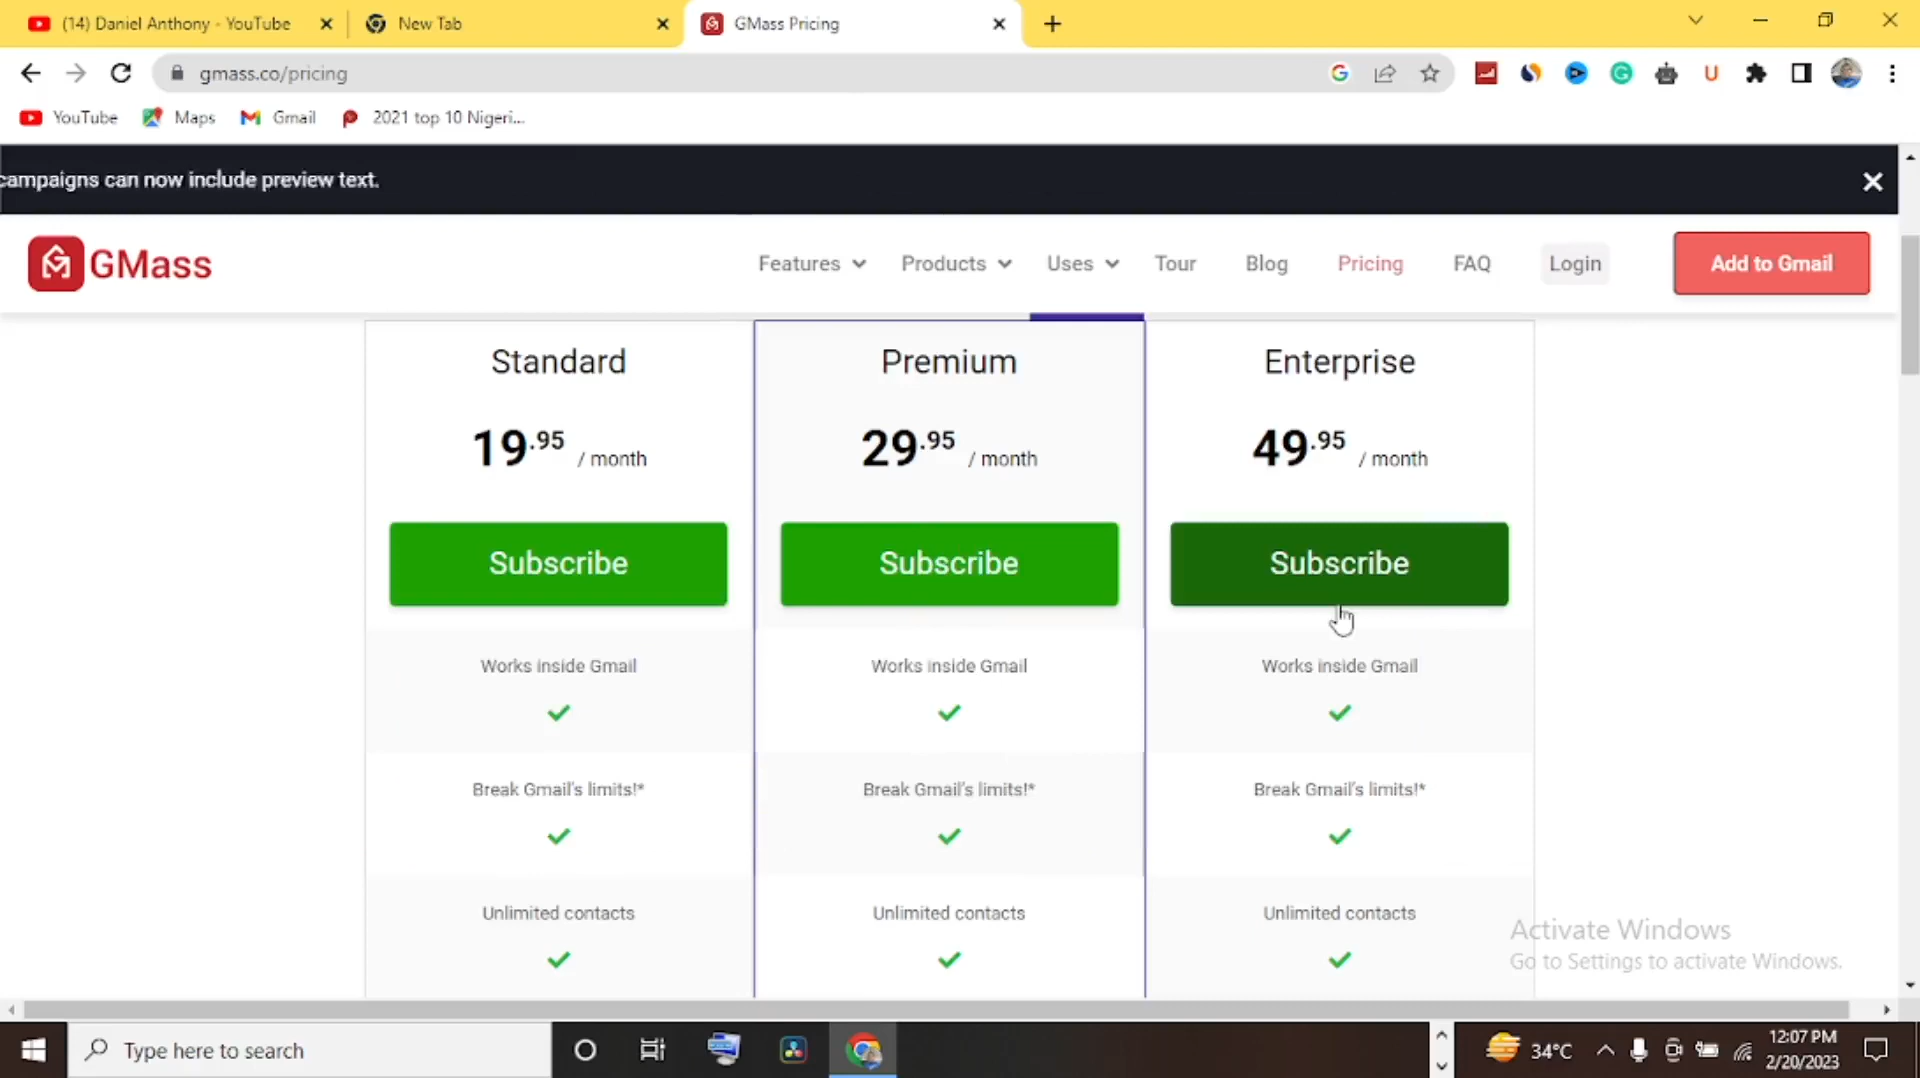 (14) Daniel Anthony - YouTube
New Tab
GMass Pricing
gmass.co/pricing
YouTube
Maps
Gmail
2021 top 10 Nigeri...
campaigns can now include preview text.
GMass
Features
Products
Uses
Tour
Blog
Pricing
FAQ
Login
Add to Gmail
Standard
Premium
Enterprise
19.95 / month
29.95 / month
49.95 / month
Subscribe
Subscribe
Subscribe
Works inside Gmail
Works inside Gmail
Works inside Gmail
Break Gmail's limits!*
Break Gmail's limits!*
Break Gmail's limits!*
Unlimited contacts
Unlimited contacts
Unlimited contacts
Activate Windows
Go to Settings to activate Windows.
Type here to search
34°C
12:07 PM
2/20/2023